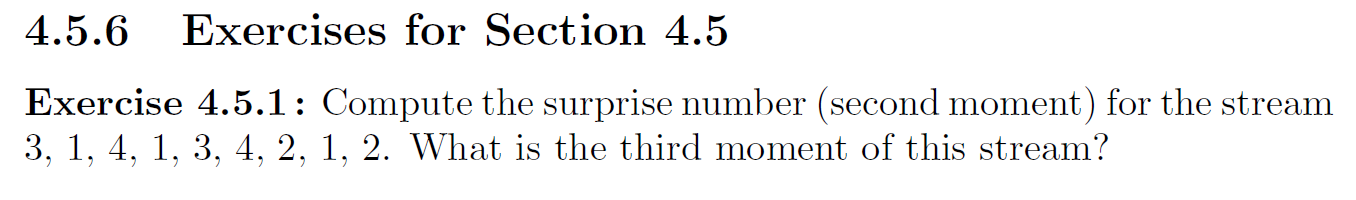 4.5.6 Exercises for Section 4.5
Exercise 4.5.1: Compute the surprise number (second moment) for the stream
3, 1, 4, 1, 3, 4, 2, 1, 2. What is the third moment of this stream?